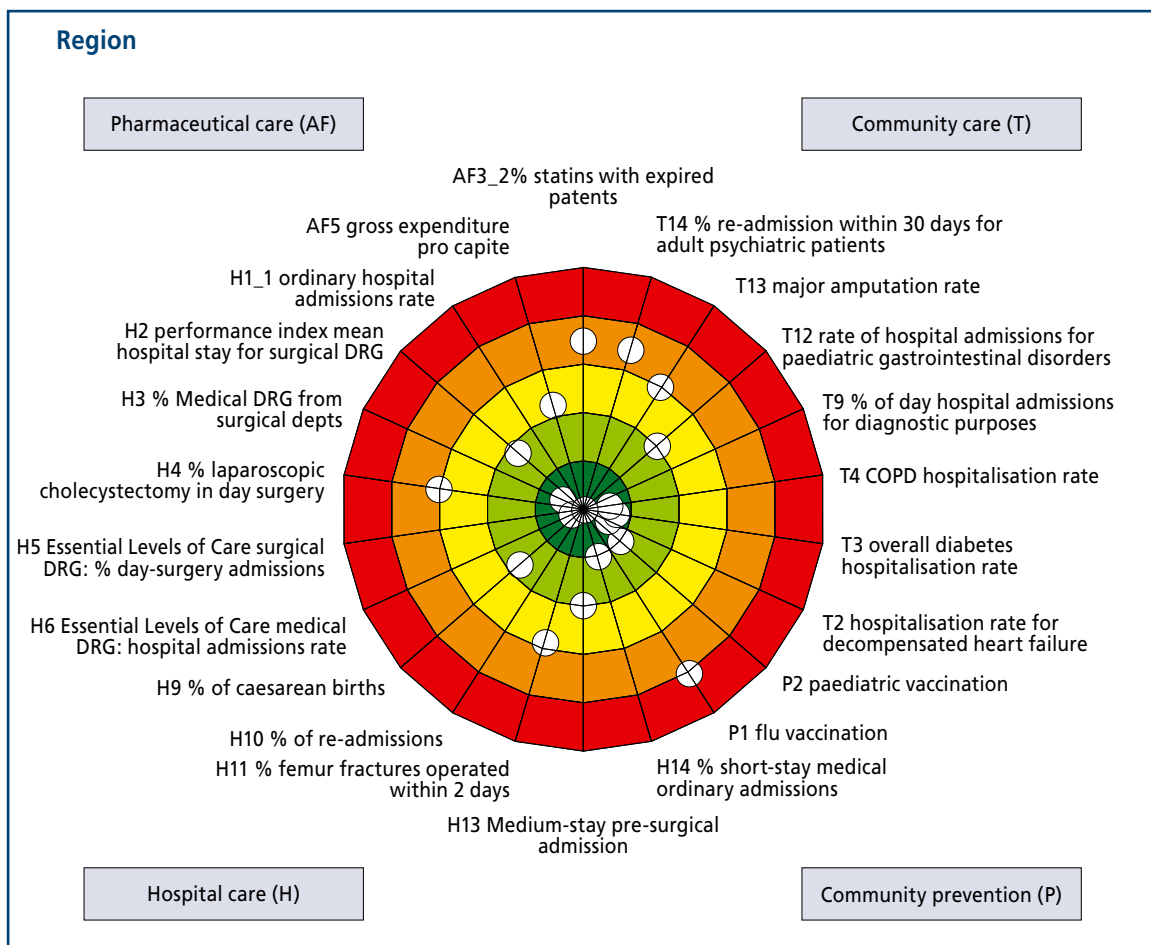 Region
Pharmaceutical care (AF)
Community care (T)
AF3_2% statins with expired
patents
AF5 gross expenditure
pro capite
T14 % re-admission within 30 days for
adult psychiatric patients
H1_1 ordinary hospital
admissions rate
T13 major amputation rate
H2 performance index mean
hospital stay for surgical DRG
T12 rate of hospital admissions for
paediatric gastrointestinal disorders
H3 % Medical DRG from
surgical depts
T9 % of day hospital admissions
for diagnostic purposes
H4 % laparoscopic
cholecystectomy in day surgery
T4 COPD hospitalisation rate
H5 Essential Levels of Care surgical
DRG: % day-surgery admissions
T3 overall diabetes
hospitalisation rate
H6 Essential Levels of Care medical
DRG: hospital admissions rate
T2 hospitalisation rate for
decompensated heart failure
H9 % of caesarean births
P2 paediatric vaccination
H10 % of re-admissions
P1 flu vaccination
H11 % femur fractures operated
within 2 days
H14 % short-stay medical
ordinary admissions
H13 Medium-stay pre-surgical
admission
Hospital care (H)
Community prevention (P)